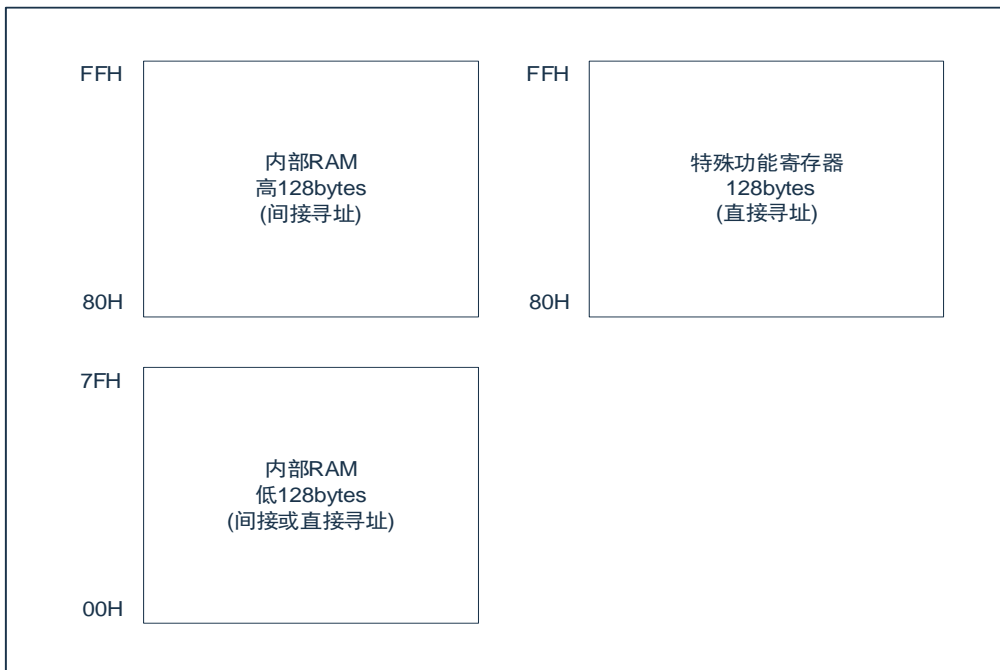 FFH
内部RAM
高128bytes
(间接寻址)
80H
FFH
特殊功能寄存器
128bytes
(直接寻址)
80H
7FH
内部RAM
低128bytes
(间接或直接寻址)
00H